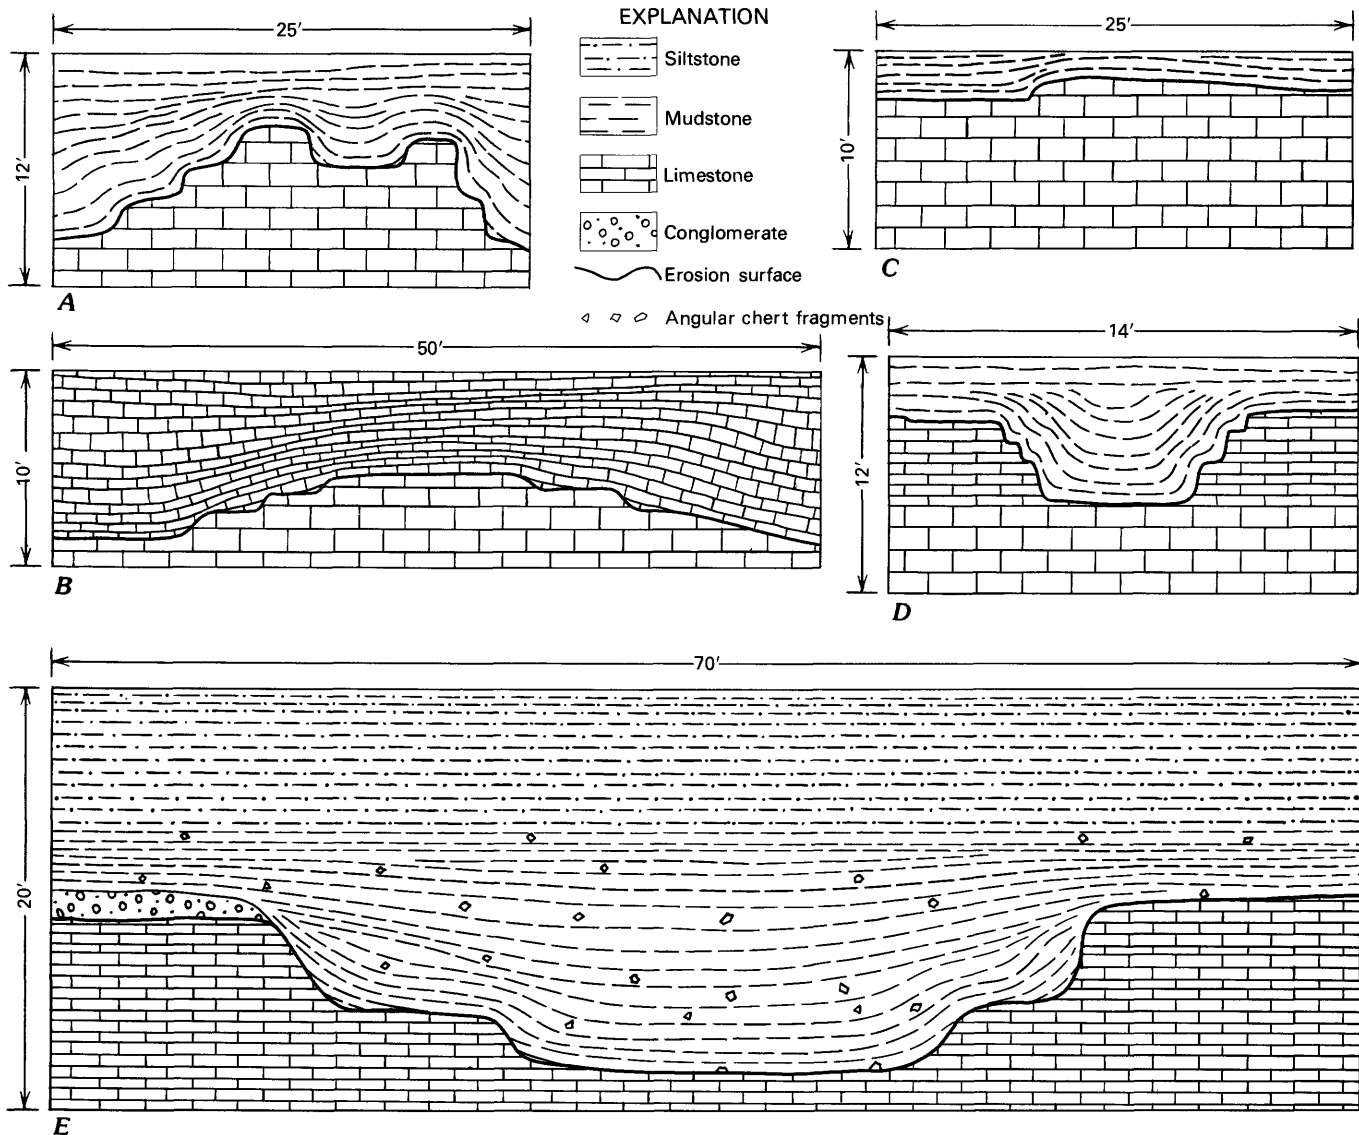 EXPLANATION
Siltstone
Mudstone
Limestone
Conglomerate
Erosion surface
Angular chert fragments
25′
12′
A
25′
10′
C
50′
10′
B
14′
12′
D
70′
20′
E